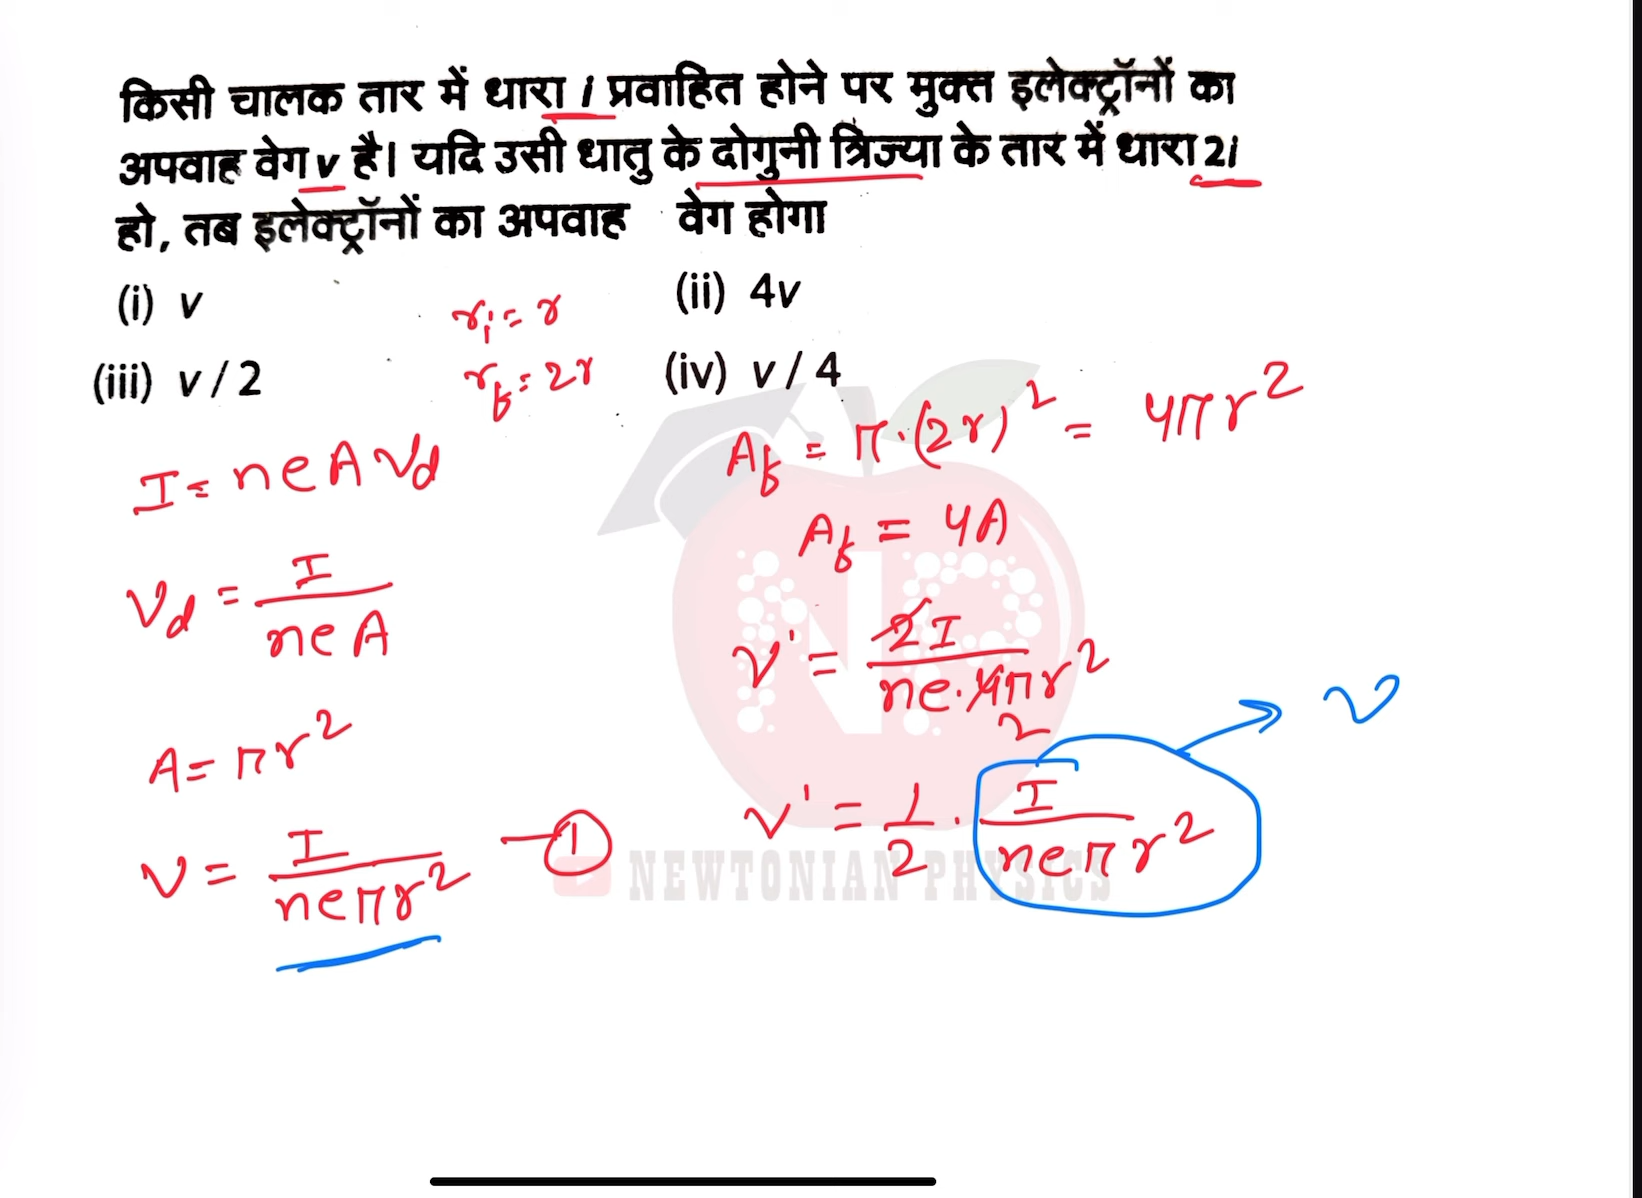 किसी चालक तार में धारा i प्रवाहित होने पर मुक्त इलेक्ट्रॉनों का
अपवाह वेग v है। यदि उसी धातु के दोगुनी त्रिज्या के तार में धारा 2i
हो, तब इलेक्ट्रॉनों का अपवाह वेग होगा
(i) v
(ii) 4v
(iii) v / 2
(iv) v / 4
r_i = r
r_f = 2r
I = neAV_d
V_d = I / neA
A = πr²
v = I / neπr² —①
A_f = π·(2r)² = 4πr²
A_f = 4A
v' = 2I / ne·4πr²
2
v' = 1/2 · I / neπr² → v
NEWTONIAN PHYSICS